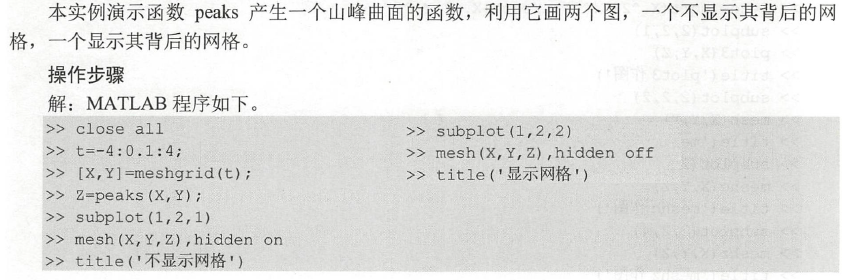 本实例演示函数 peaks 产生一个山峰曲面的函数，利用它画两个图，一个不显示其背后的网
格，一个显示其背后的网格。
操作步骤
解：MATLAB 程序如下。
>> close all
>> t=-4:0.1:4;
>> [X,Y]=meshgrid(t);
>> Z=peaks(X,Y);
>> subplot(1,2,1)
>> mesh(X,Y,Z),hidden on
>> title('不显示网格')
>> subplot(1,2,2)
>> mesh(X,Y,Z),hidden off
>> title('显示网格')